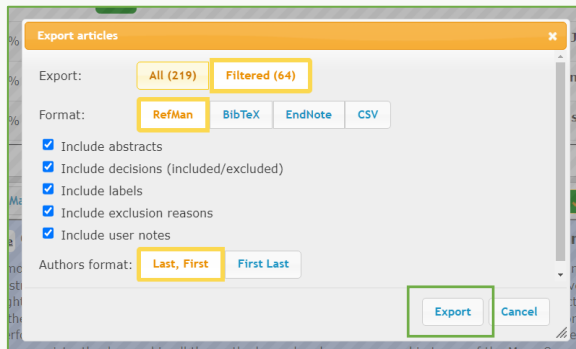 Export articles
Export: All (219) Filtered (64)
Format: RefMan BibTeX EndNote CSV
Include abstracts
Include decisions (included/excluded)
Include labels
Include exclusion reasons
Include user notes
Authors format: Last, First First Last
Export Cancel